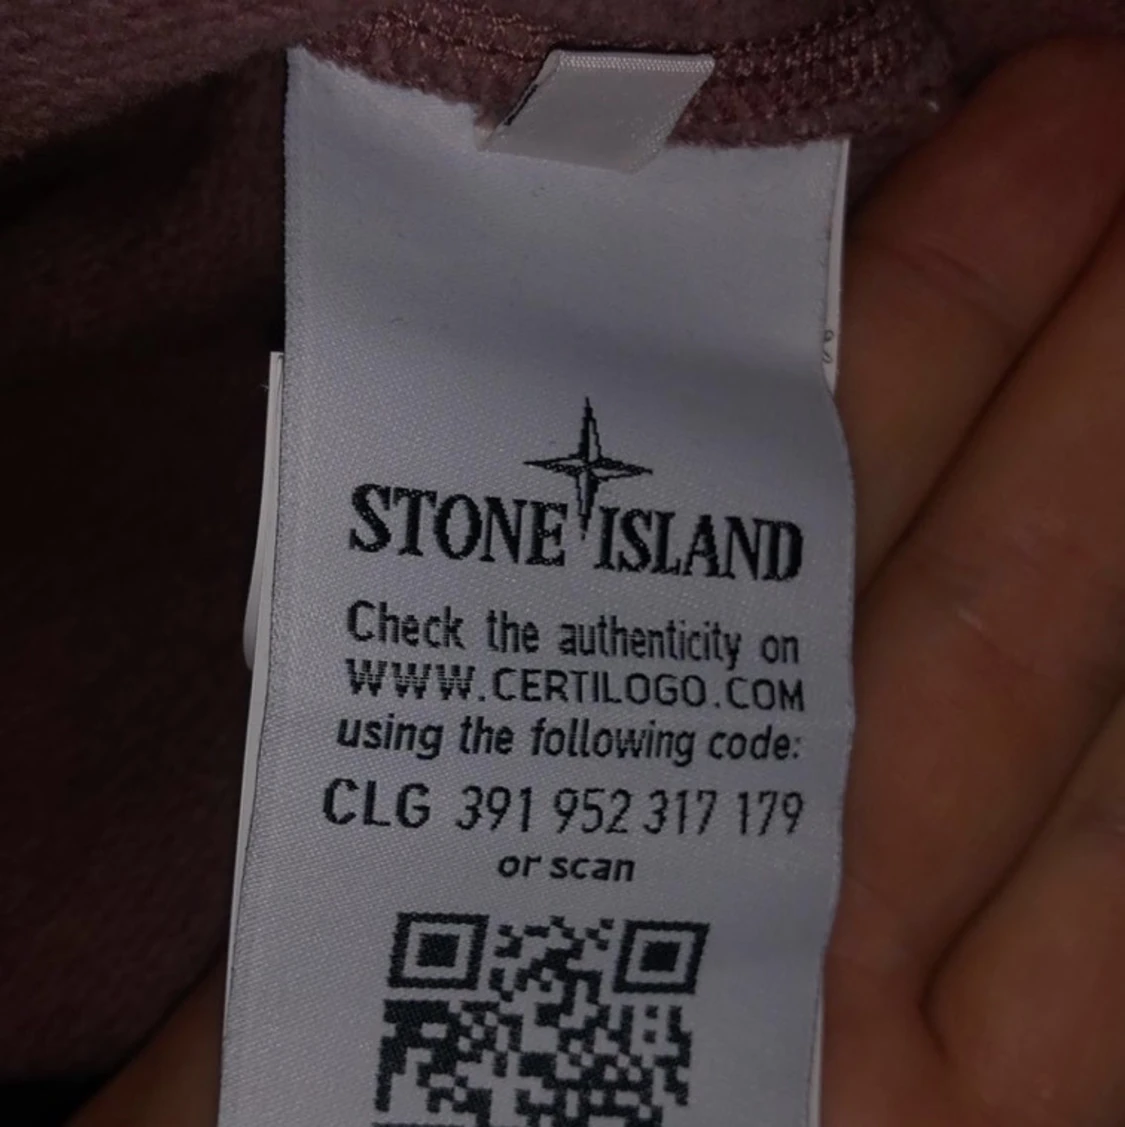 STONE ISLAND
Check the authenticity on
WWW.CERTILOGO.COM
using the following code:
CLG 391 952 317 179
or scan